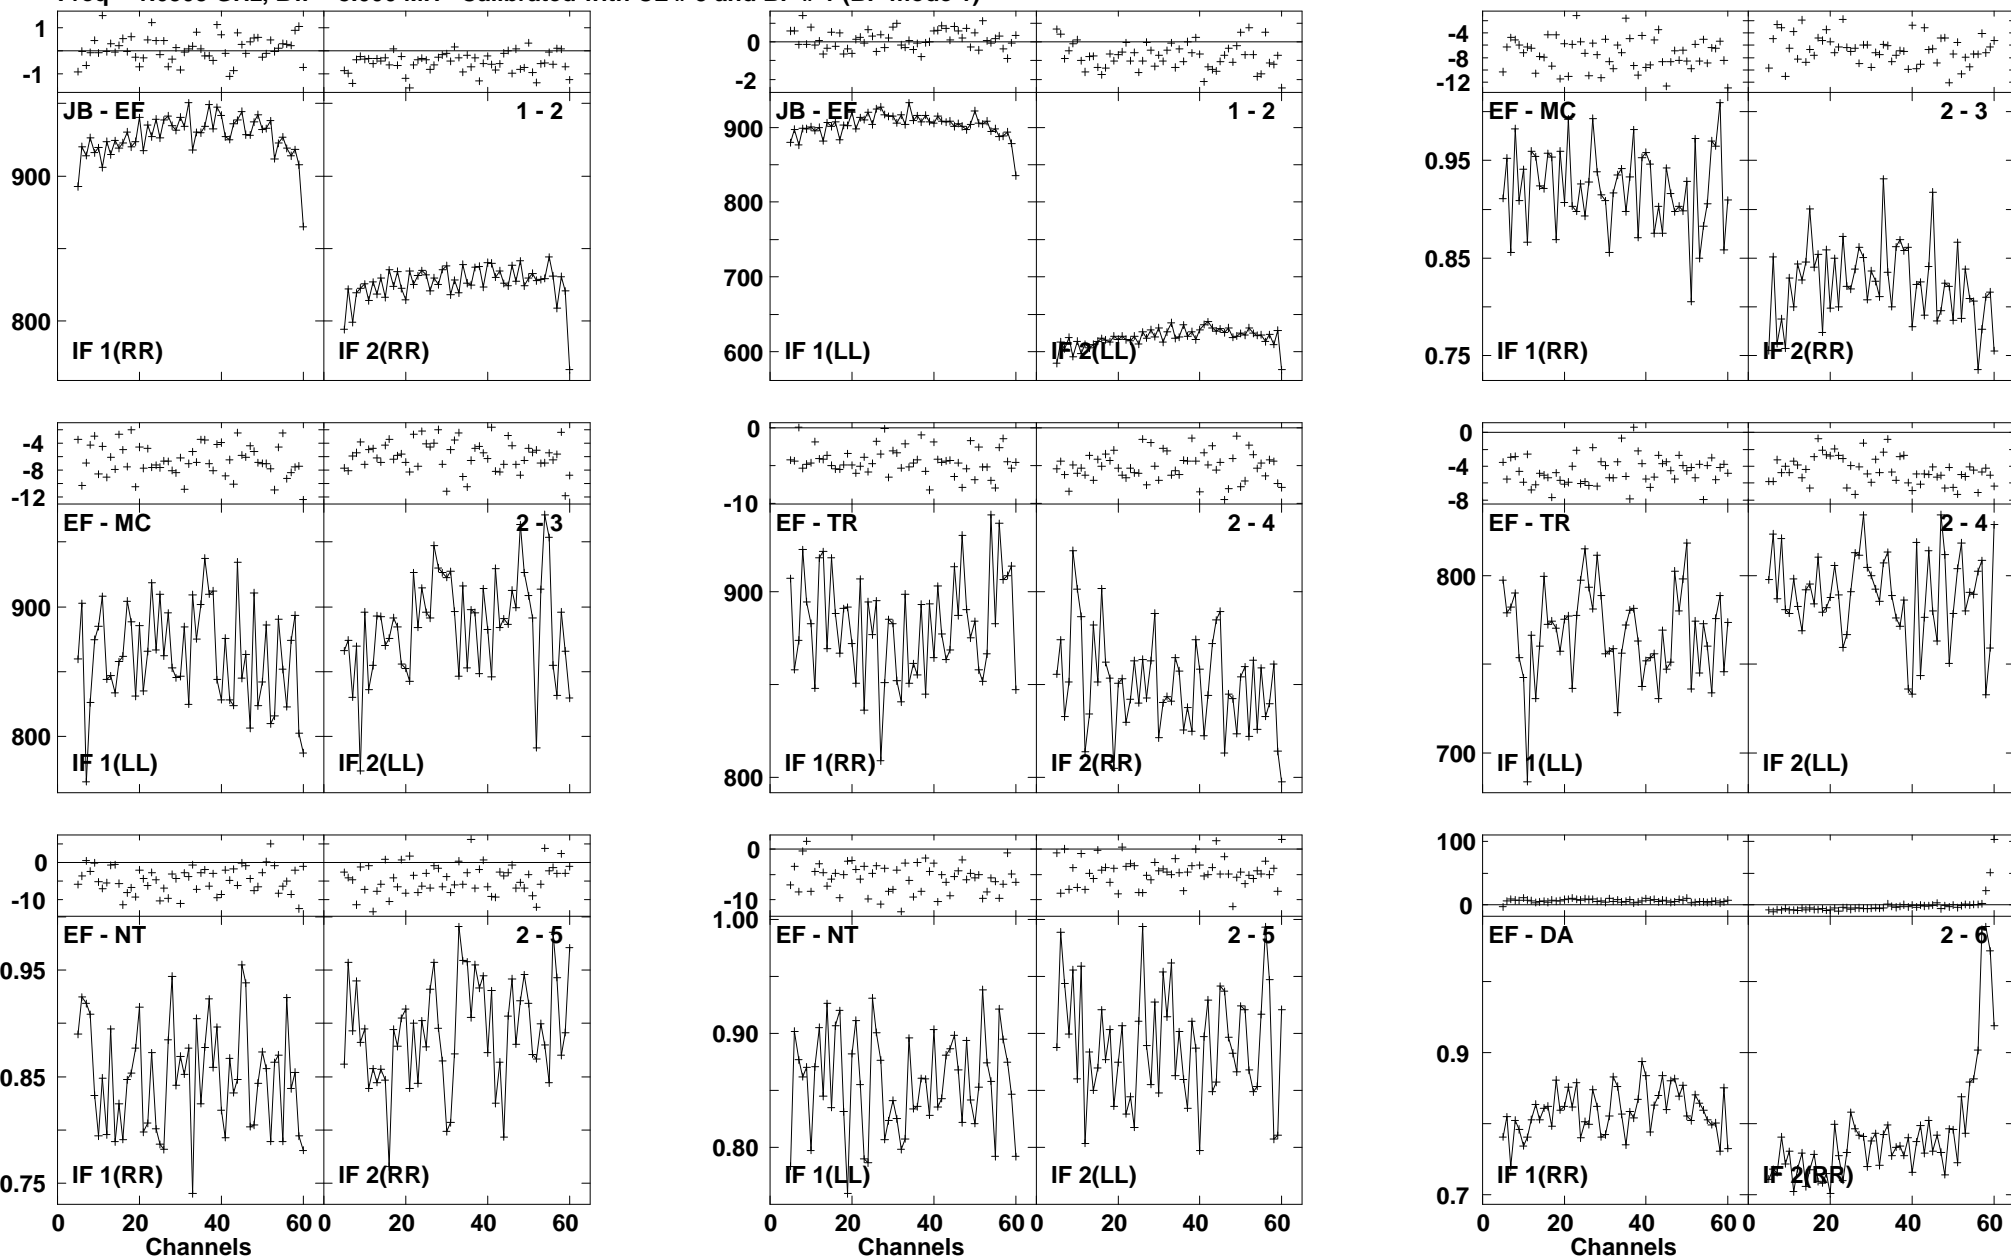 1
0
-4
-1
-2
-8
-12
JB - EF
1 - 2
JB - EF
1 - 2
EF - MC
2 - 3
900
800
IF 1(RR)
IF 2(RR)
900
800
700
600
IF 1(LL)
IF 2(LL)
0.95
0.85
0.75
IF 1(RR)
IF 2(RR)
-4
-8
-12
0
-10
0
-4
-8
EF - MC
2 - 3
EF - TR
2 - 4
EF - TR
2 - 4
900
800
IF 1(LL)
IF 2(LL)
900
800
IF 1(RR)
IF 2(RR)
800
700
IF 1(LL)
IF 2(LL)
0
-10
0
-10
100
0
EF - NT
2 - 5
EF - NT
2 - 5
EF - DA
2 - 6
0.95
0.85
0.75
IF 1(RR)
IF 2(RR)
1.00
0.90
0.80
IF 1(LL)
IF 2(LL)
0.9
0.7
IF 1(RR)
IF 2(RR)
0 20 40 60 0 20 40 60
0 20 40 60 0 20 40 60
0 20 40 60 0 20 40 60
Channels
Channels
Channels